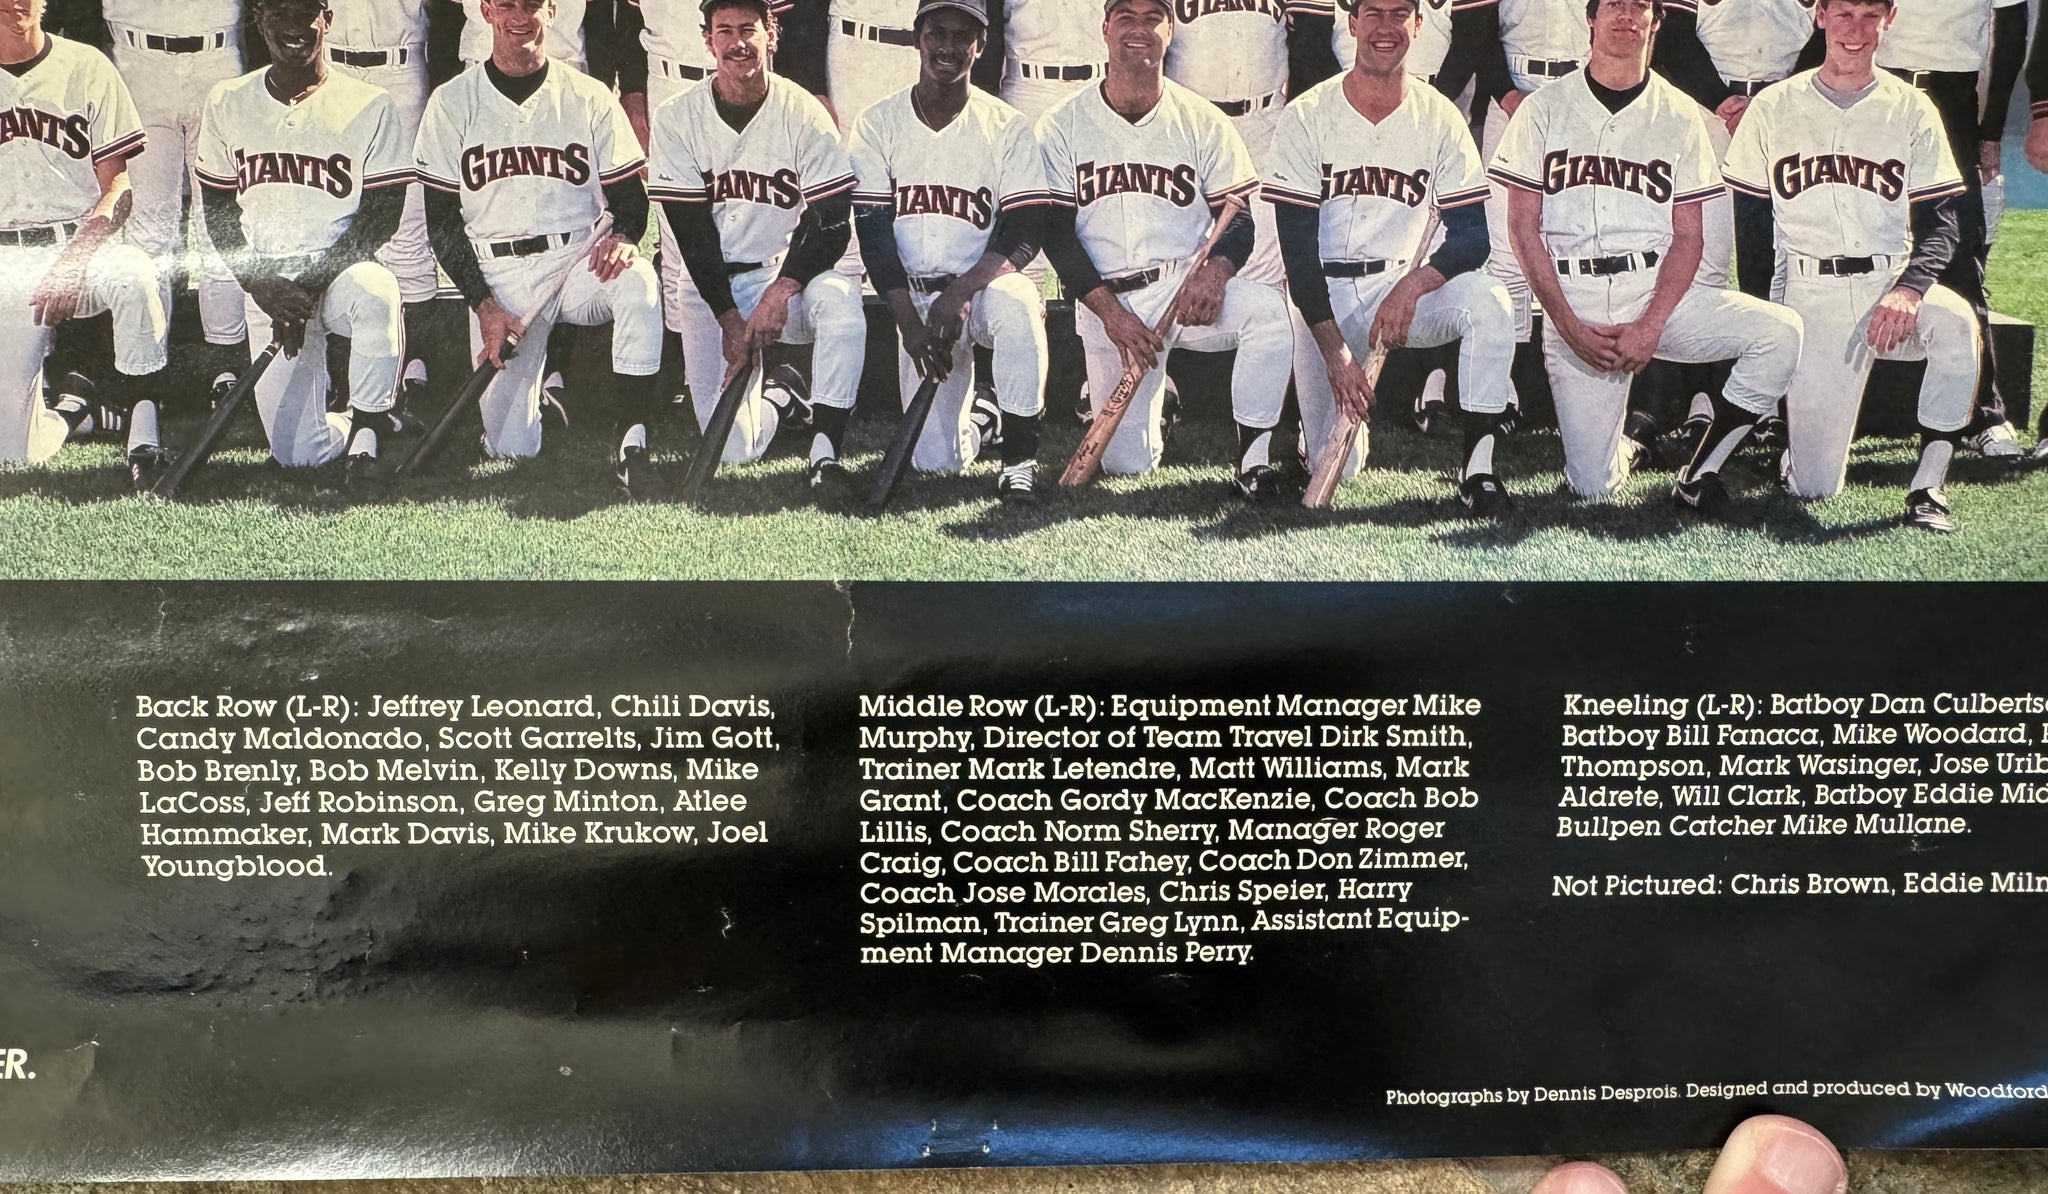 GIANTS
ANTS
GIANTS
GIANTS
GIANTS
GIANTS
GIANTS
GIANTS
GIANTS
GIANTS
Back Row (L-R): Jeffrey Leonard, Chili Davis,
Candy Maldonado, Scott Garrelts, Jim Gott,
Bob Brenly, Bob Melvin, Kelly Downs, Mike
LaCoss, Jeff Robinson, Greg Minton, Atlee
Hammaker, Mark Davis, Mike Krukow, Joel
Youngblood.
Middle Row (L-R): Equipment Manager Mike
Murphy, Director of Team Travel Dirk Smith,
Trainer Mark Letendre, Matt Williams, Mark
Grant, Coach Gordy MacKenzie, Coach Bob
Lillis, Coach Norm Sherry, Manager Roger
Craig, Coach Bill Fahey, Coach Don Zimmer,
Coach Jose Morales, Chris Speier, Harry
Spilman, Trainer Greg Lynn, Assistant Equip-
ment Manager Dennis Perry.
Kneeling (L-R): Batboy Dan Culberts
Batboy Bill Fanaca, Mike Woodard,
Thompson, Mark Wasinger, Jose Urib
Aldrete, Will Clark, Batboy Eddie Mid
Bullpen Catcher Mike Mullane.
Not Pictured: Chris Brown, Eddie Miln
ER.
Photographs by Dennis Desprois. Designed and produced by Woodford